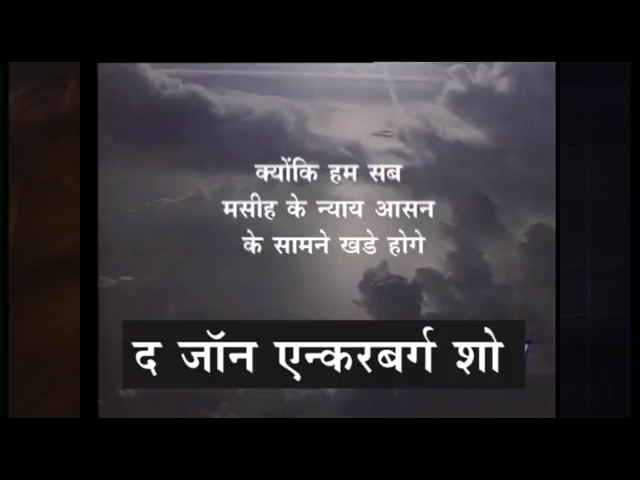 क्योंकि हम सब
मसीह के न्याय आसन
के सामने खडे होगे
द जॉन एन्करबर्ग शो